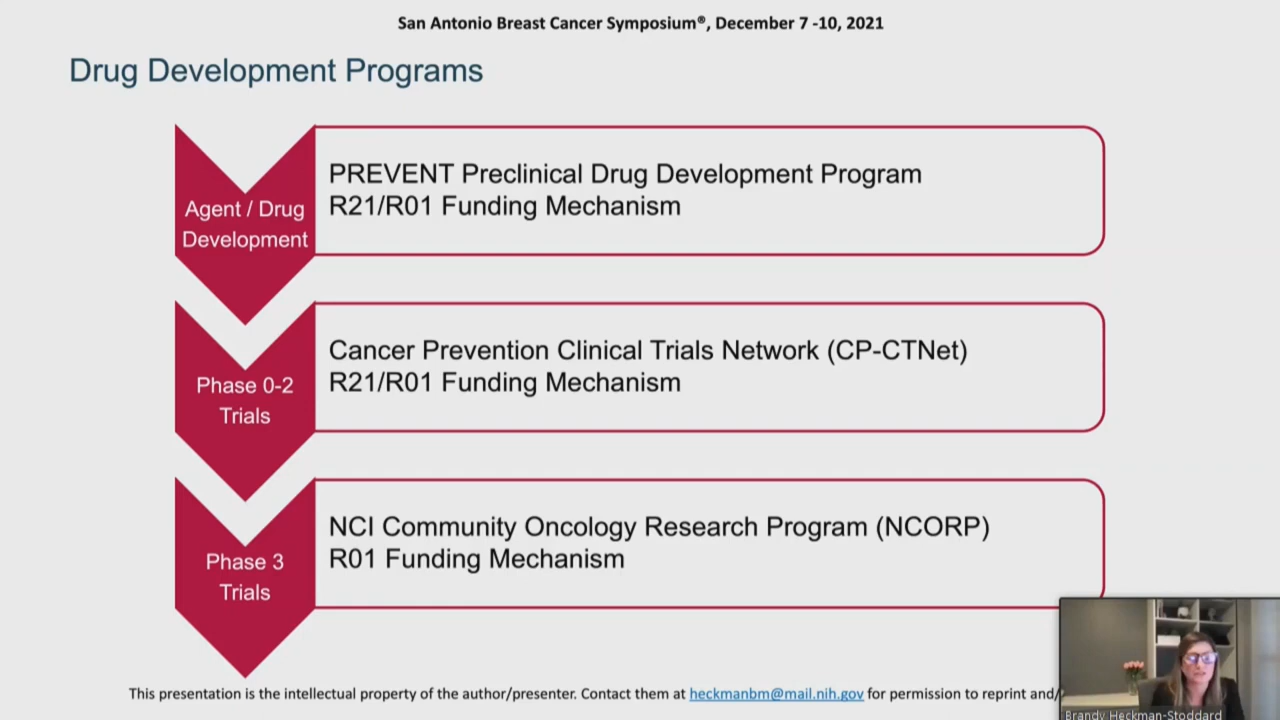 San Antonio Breast Cancer Symposium®, December 7 -10, 2021
Drug Development Programs
Agent / Drug
Development
PREVENT Preclinical Drug Development Program
R21/R01 Funding Mechanism
Phase 0-2
Trials
Cancer Prevention Clinical Trials Network (CP-CTNet)
R21/R01 Funding Mechanism
Phase 3
Trials
NCI Community Oncology Research Program (NCORP)
R01 Funding Mechanism
This presentation is the intellectual property of the author/presenter. Contact them at heckmanbm@mail.nih.gov for permission to reprint and/
Brandy Heckman-Stoddard